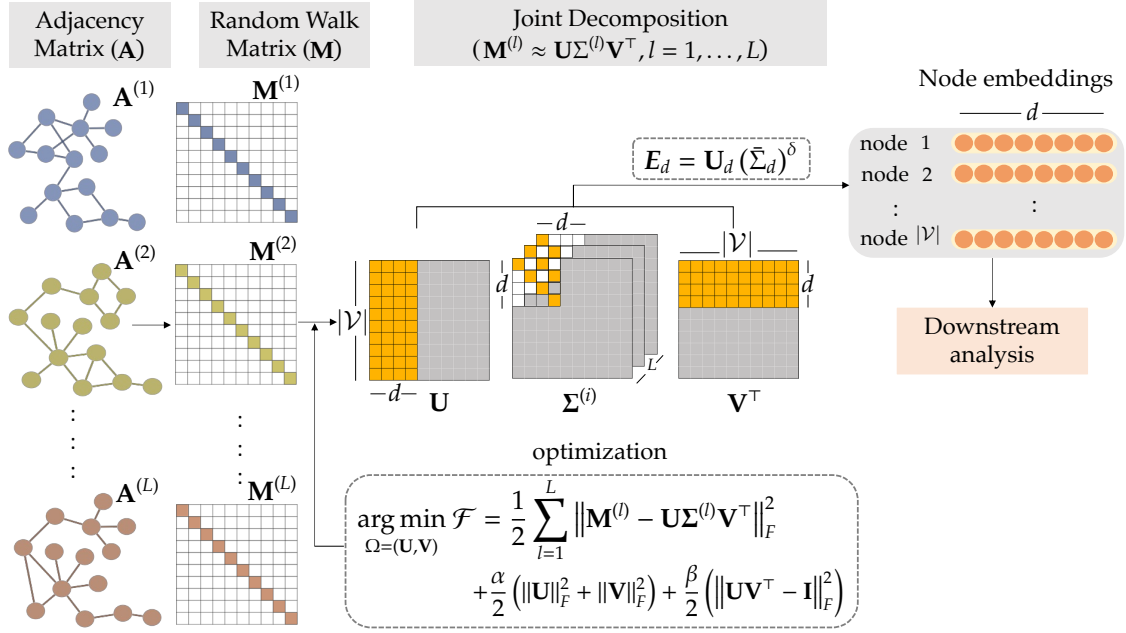 Adjacency
Matrix (A)
Random Walk
Matrix (M)
Joint Decomposition
(M^(l) ≈ UΣ^(l)V^⊤, l = 1, . . . , L)
A^(1)
M^(1)
A^(2)
M^(2)
⋮
⋮
A^(L)
M^(L)
E_d = U_d (Σ̄_d)^δ
d
|𝒱|
d
U
d
d
L
Σ^(i)
|𝒱|
d
V^⊤
Node embeddings
d
node 1
node 2
: :
node |𝒱|
Downstream
analysis
optimization
arg min ℱ = 1/2 ∑_{l=1}^{L} ‖M^(l) − UΣ^(l)V^⊤‖_F^2
Ω=(U,V)
+ α/2 (‖U‖_F^2 + ‖V‖_F^2) + β/2 (‖UV^⊤ − I‖_F^2)